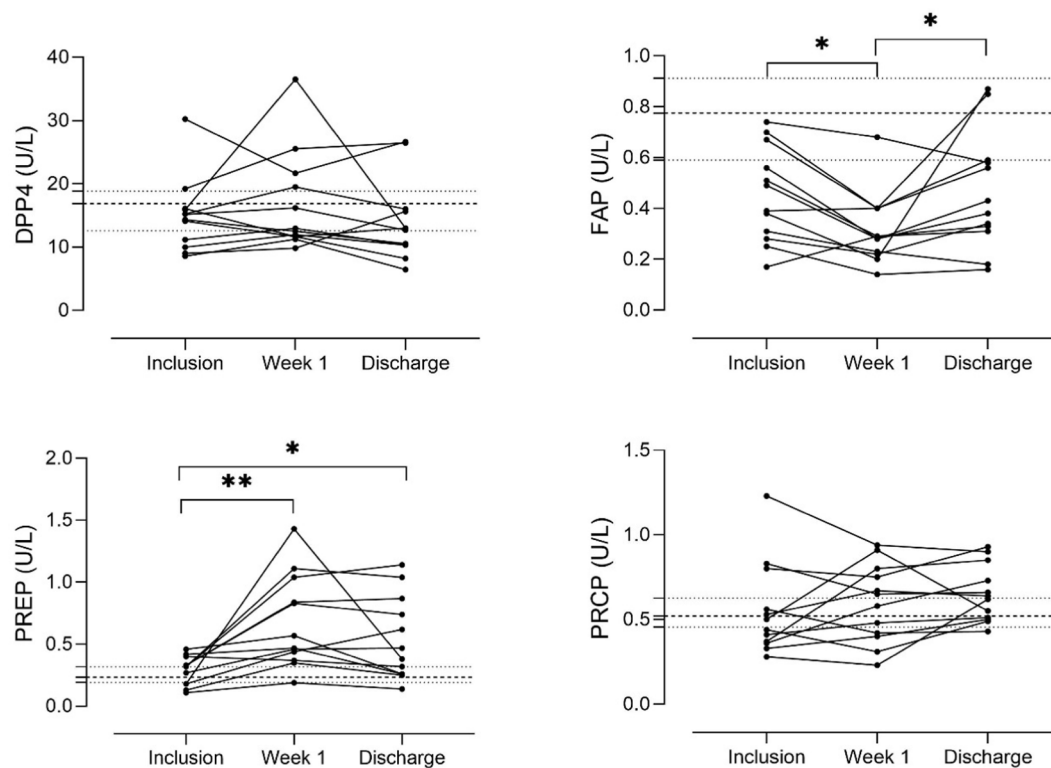 DPP4 (U/L)
40
30
20
10
0
Inclusion Week 1 Discharge
FAP (U/L)
* *
1.0
0.8
0.6
0.4
0.2
0.0
Inclusion Week 1 Discharge
PREP (U/L)
*
**
2.0
1.5
1.0
0.5
0.0
Inclusion Week 1 Discharge
PRCP (U/L)
1.5
1.0
0.5
0.0
Inclusion Week 1 Discharge